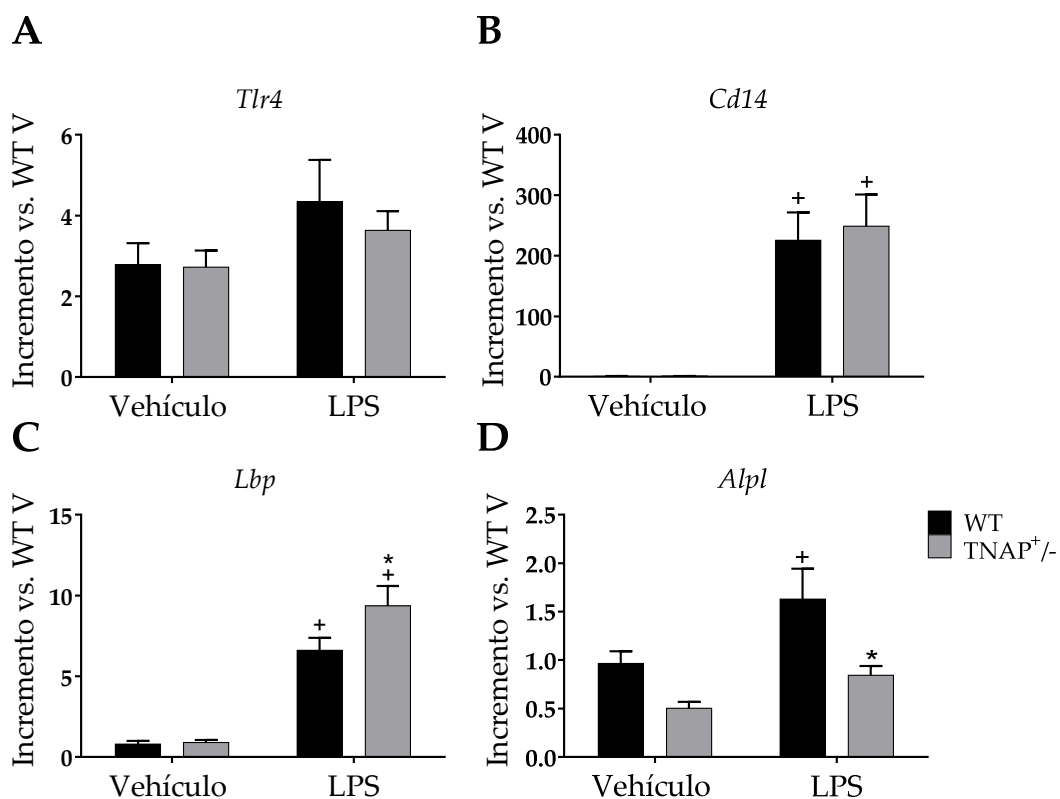 A
Tlr4
Incremento vs. WT V
6
4
2
0
Vehículo
LPS
B
Cd14
Incremento vs. WT V
400
300
200
100
0
+
+
Vehículo
LPS
C
Lbp
Incremento vs. WT V
15
10
5
0
+
*
+
Vehículo
LPS
D
Alpl
Incremento vs. WT V
2.5
2.0
1.5
1.0
0.5
0.0
+
*
Vehículo
LPS
WT
TNAP+/-